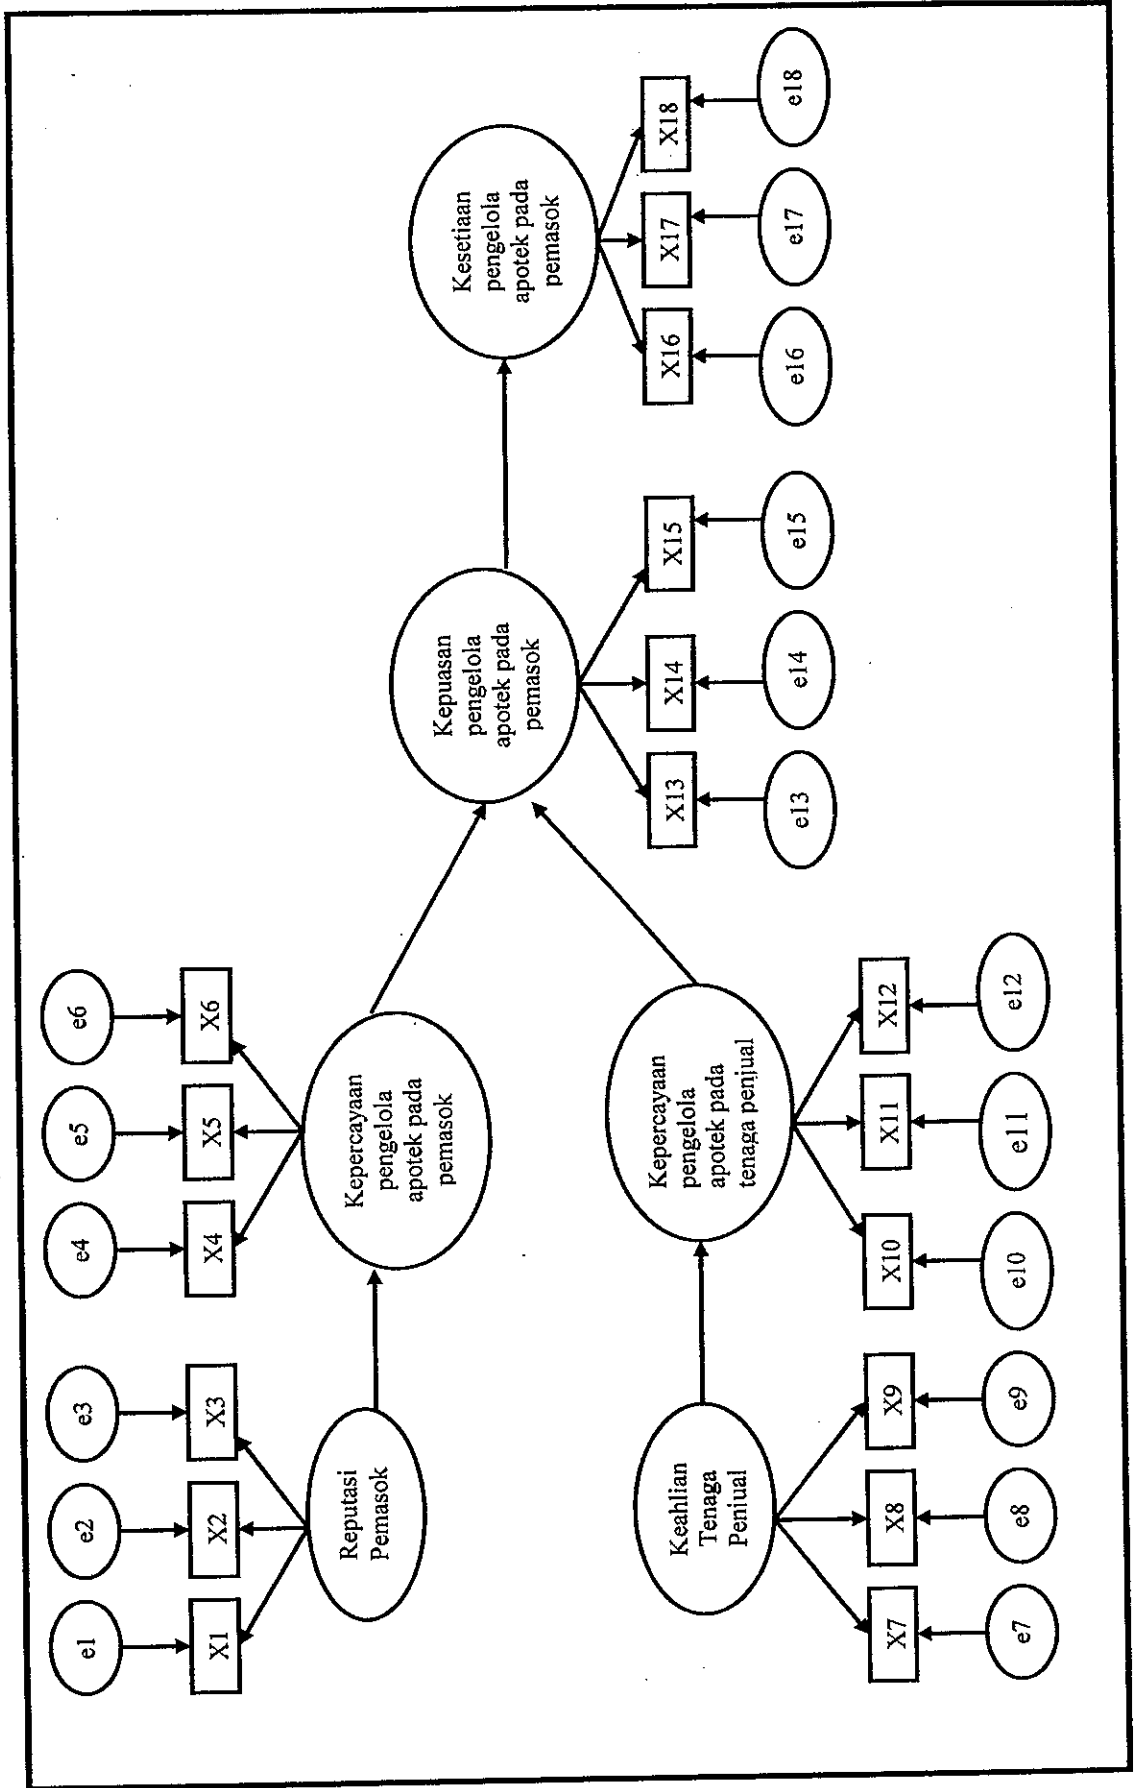 e1
e2
e3
e4
e5
e6
X1
X2
X3
X4
X5
X6
Reputasi
Pemasok
Kepercayaan
pengelola
apotek pada
pemasok
Kepuasan
pengelola
apotek pada
pemasok
Kesetiaan
pengelola
apotek pada
pemasok
X13
X14
X15
X16
X17
X18
e13
e14
e15
e16
e17
e18
Keahlian
Tenaga
Penjual
Kepercayaan
pengelola
apotek pada
tenaga penjual
X7
X8
X9
X10
X11
X12
e7
e8
e9
e10
e11
e12